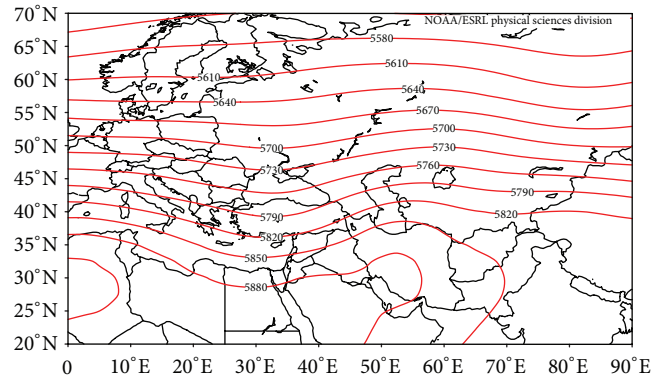 NOAA/ESRL physical sciences division
70°N
65°N
60°N
55°N
50°N
45°N
40°N
35°N
30°N
25°N
20°N
5580
5610
5610
5640
5640
5670
5700
5700
5730
5730
5760
5790
5790
5820
5820
5850
5880
0
10°E
20°E
30°E
40°E
50°E
60°E
70°E
80°E
90°E